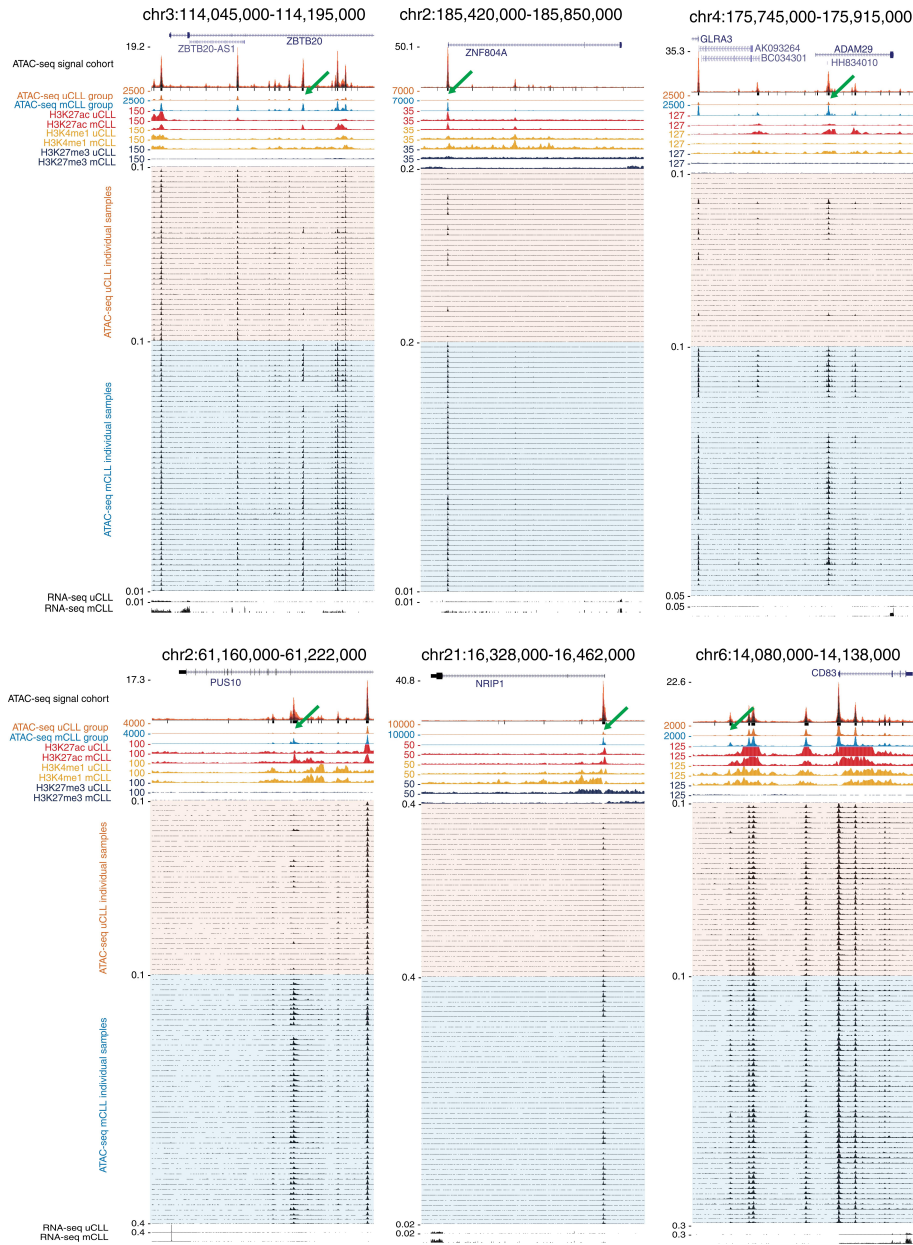 chr3:114,045,000-114,195,000
chr2:185,420,000-185,850,000
chr4:175,745,000-175,915,000
ZBTB20
ZBTB20-AS1
ZNF804A
GLRA3
AK093264
BC034301
ADAM29
HH834010
19.2
50.1
35.3
ATAC-seq signal cohort
ATAC-seq uCLL group
ATAC-seq mCLL group
H3K27ac uCLL
H3K27ac mCLL
H3K4me1 uCLL
H3K4me1 mCLL
H3K27me3 uCLL
H3K27me3 mCLL
2500
2500
150
150
150
150
150
150
0.1
7000
7000
35
35
35
35
35
35
0.2
2500
2500
127
127
127
127
127
127
0.1
ATAC-seq uCLL individual samples
0.1
0.2
0.1
ATAC-seq mCLL individual samples
RNA-seq uCLL
RNA-seq mCLL
0.01
0.01
0.01
0.01
0.05
0.05
chr2:61,160,000-61,222,000
chr21:16,328,000-16,462,000
chr6:14,080,000-14,138,000
PUS10
NRIP1
CD83
17.3
40.8
22.6
ATAC-seq signal cohort
ATAC-seq uCLL group
ATAC-seq mCLL group
H3K27ac uCLL
H3K27ac mCLL
H3K4me1 uCLL
H3K4me1 mCLL
H3K27me3 uCLL
H3K27me3 mCLL
4000
4000
100
100
100
100
100
100
0.1
10000
10000
50
50
50
50
50
50
0.4
2000
2000
125
125
125
125
125
125
0.1
ATAC-seq uCLL individual samples
0.1
0.4
0.1
ATAC-seq mCLL individual samples
RNA-seq uCLL
RNA-seq mCLL
0.4
0.4
0.02
0.02
0.3
0.3